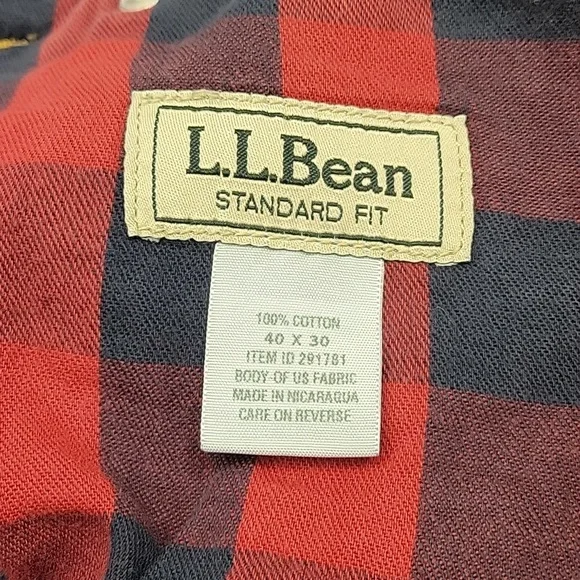 L.L.Bean
STANDARD FIT
100% COTTON
40 X 30
ITEM ID 291781
BODY OF US FABRIC
MADE IN NICARAGUA
CARE ON REVERSE